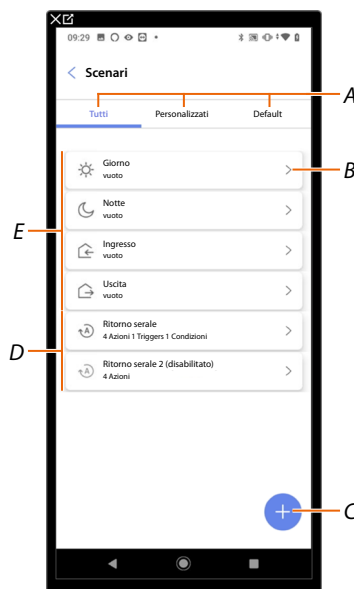 09:29
Scenari
A
Tutti Personalizzati Default
Giorno
vuoto
B
Notte
vuoto
E
Ingresso
vuoto
Uscita
vuoto
Ritorno serale
4 Azioni 1 Triggers 1 Condizioni
D
Ritorno serale 2 (disabilitato)
4 Azioni
C